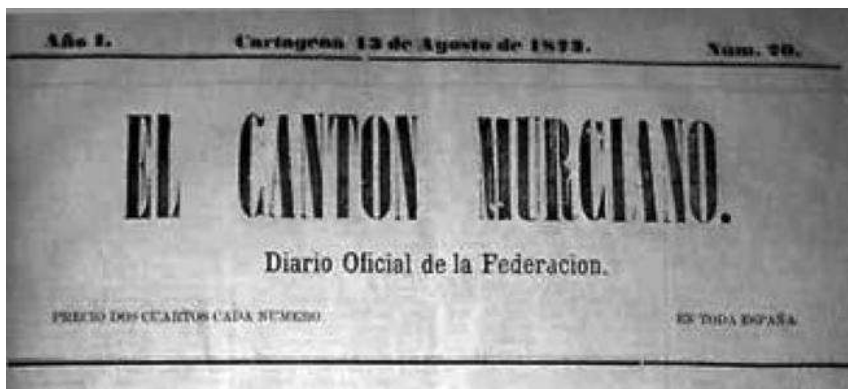 Año I. Cartagena 13 de Agosto de 1873. Núm. 20.
EL CANTON MURCIANO.
Diario Oficial de la Federacion.
PRECIO DOS CUARTOS CADA NUMERO. EN TODA ESPAÑA.